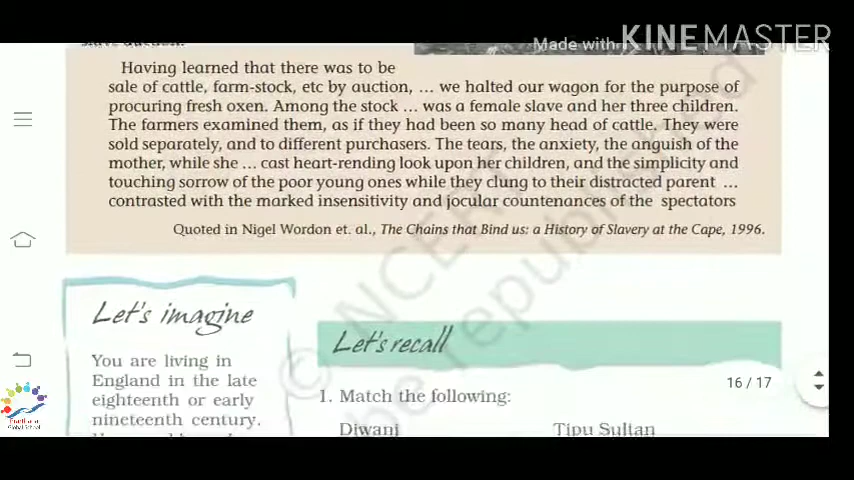 Made with KINEMASTER
slave auction.
Having learned that there was to be
sale of cattle, farm-stock, etc by auction, ... we halted our wagon for the purpose of
procuring fresh oxen. Among the stock ... was a female slave and her three children.
The farmers examined them, as if they had been so many head of cattle. They were
sold separately, and to different purchasers. The tears, the anxiety, the anguish of the
mother, while she ... cast heart-rending look upon her children, and the simplicity and
touching sorrow of the poor young ones while they clung to their distracted parent ...
contrasted with the marked insensitivity and jocular countenances of the spectators
Quoted in Nigel Wordon et. al., The Chains that Bind us: a History of Slavery at the Cape, 1996.
© NCERT
be republished
Let's imagine
You are living in
England in the late
eighteenth or early
nineteenth century.
Let's recall
16 / 17
1. Match the following:
Diwani Tipu Sultan
Global School